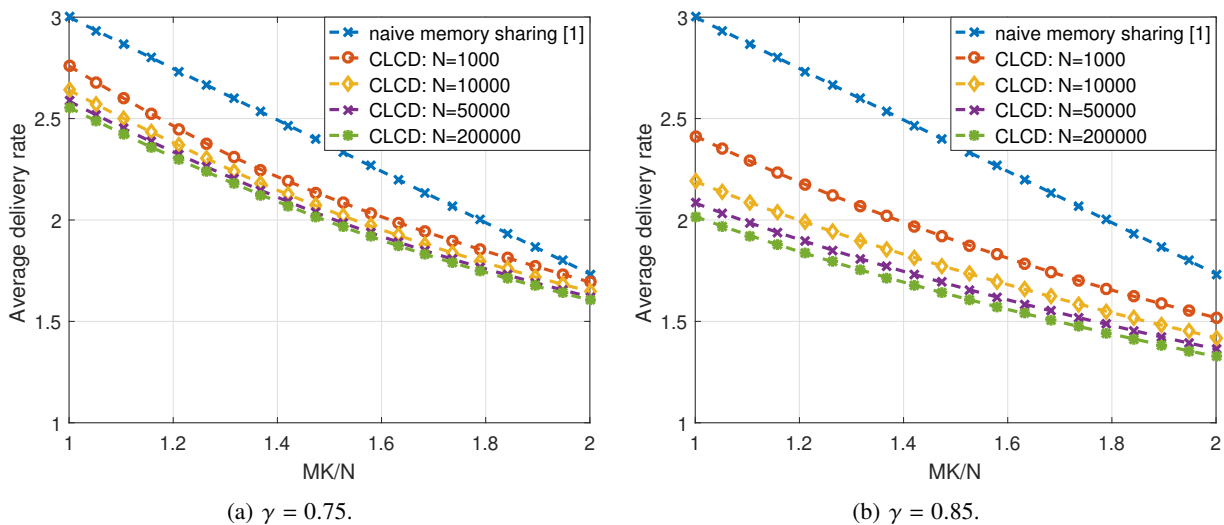 3
2.5
2
1.5
1
Average delivery rate
naive memory sharing [1]
CLCD: N=1000
CLCD: N=10000
CLCD: N=50000
CLCD: N=200000
1
1.2
1.4
1.6
1.8
2
MK/N
(a) γ = 0.75.
3
2.5
2
1.5
1
Average delivery rate
naive memory sharing [1]
CLCD: N=1000
CLCD: N=10000
CLCD: N=50000
CLCD: N=200000
1
1.2
1.4
1.6
1.8
2
MK/N
(b) γ = 0.85.